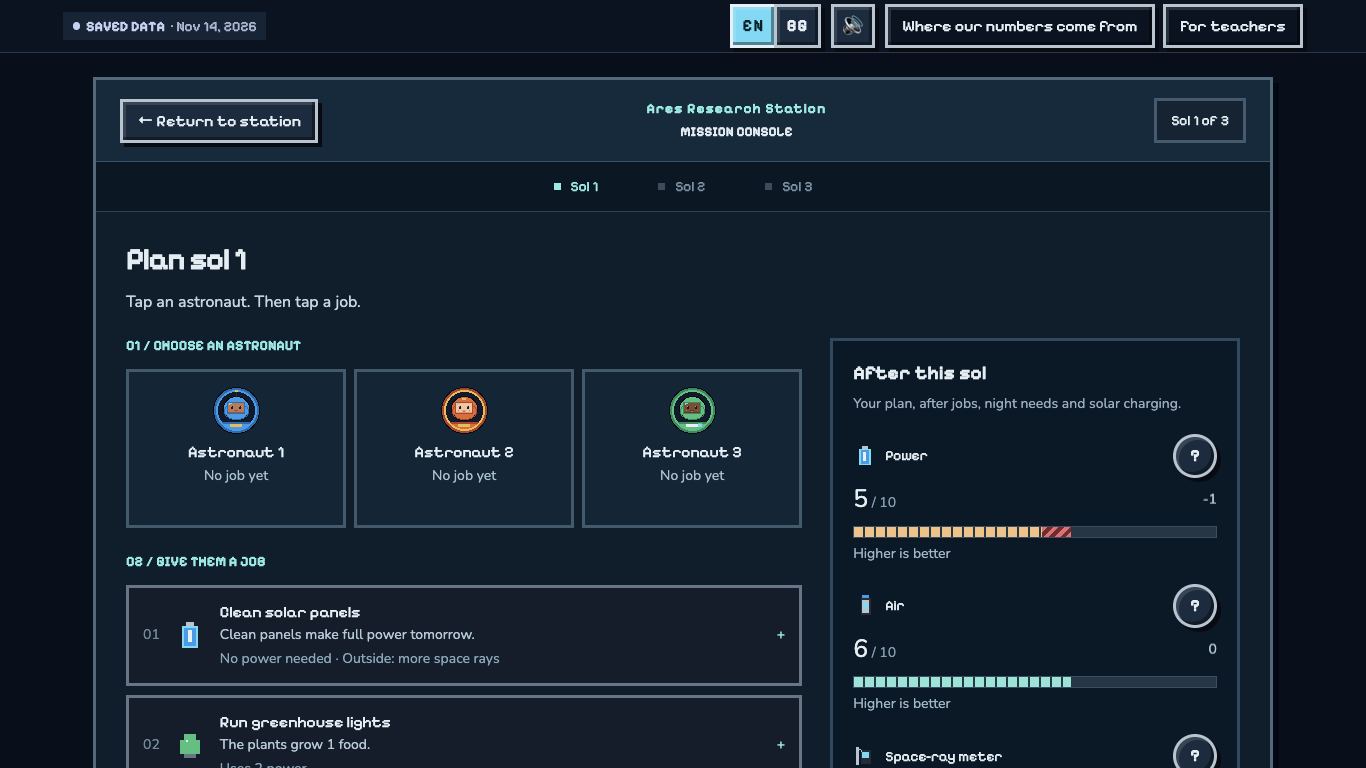 SAVED DATA · Nov 14, 2026
EN
Where our numbers come from
For teachers
← Return to station
Ares Research Station
MISSION CONSOLE
Sol 1 of 3
Sol 1
Sol 2
Sol 3
Plan sol 1
Tap an astronaut. Then tap a job.
01 / CHOOSE AN ASTRONAUT
Astronaut 1
No job yet
Astronaut 2
No job yet
Astronaut 3
No job yet
02 / GIVE THEM A JOB
01
Clean solar panels
Clean panels make full power tomorrow.
No power needed · Outside: more space rays
+
02
Run greenhouse lights
The plants grow 1 food.
Uses 2 power
+
After this sol
Your plan, after jobs, night needs and solar charging.
Power
?
5 / 10
-1
Higher is better
Air
?
6 / 10
0
Higher is better
Space-ray meter
?